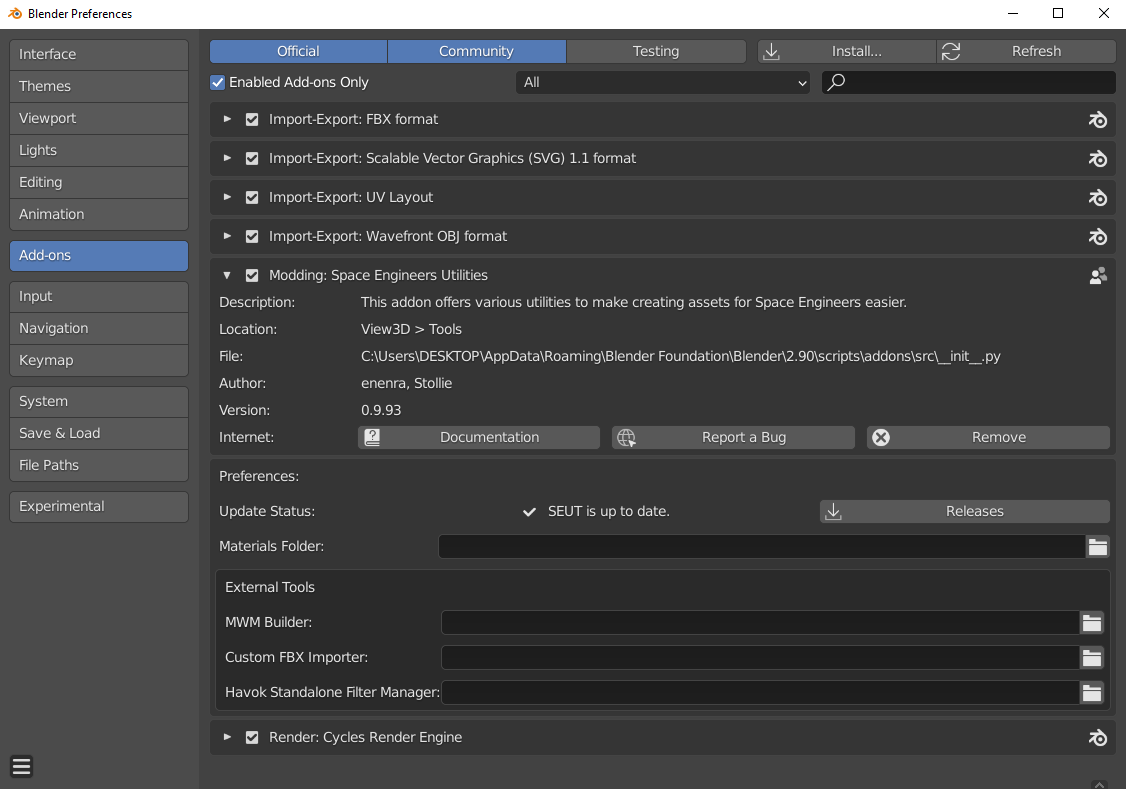 Blender Preferences
Interface
Themes
Viewport
Lights
Editing
Animation
Add-ons
Input
Navigation
Keymap
System
Save & Load
File Paths
Experimental
Official Community Testing Install... Refresh
Enabled Add-ons Only All
Import-Export: FBX format
Import-Export: Scalable Vector Graphics (SVG) 1.1 format
Import-Export: UV Layout
Import-Export: Wavefront OBJ format
Modding: Space Engineers Utilities
Description: This addon offers various utilities to make creating assets for Space Engineers easier.
Location: View3D > Tools
File: C:\Users\DESKTOP\AppData\Roaming\Blender Foundation\Blender\2.90\scripts\addons\src\__init__.py
Author: enenra, Stollie
Version: 0.9.93
Internet: Documentation Report a Bug Remove
Preferences:
Update Status: SEUT is up to date. Releases
Materials Folder:
External Tools
MWM Builder:
Custom FBX Importer:
Havok Standalone Filter Manager:
Render: Cycles Render Engine